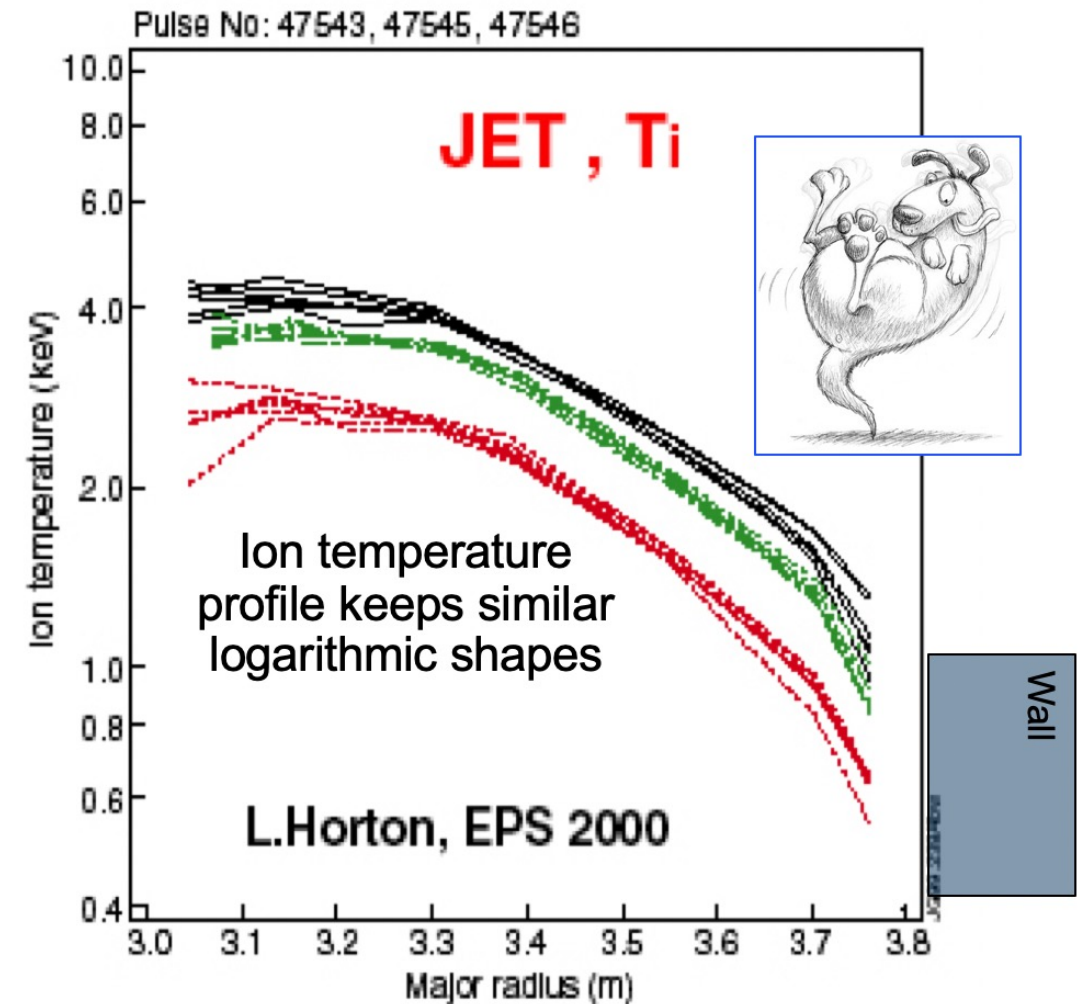 Pulse No: 47543, 47545, 47546
10.0
8.0
6.0
4.0
2.0
1.0
0.8
0.6
0.4
Ion temperature (keV)
JET , Ti
Ion temperature
profile keeps similar
logarithmic shapes
L.Horton, EPS 2000
Wall
3.0 3.1 3.2 3.3 3.4 3.5 3.6 3.7 3.8
Major radius (m)